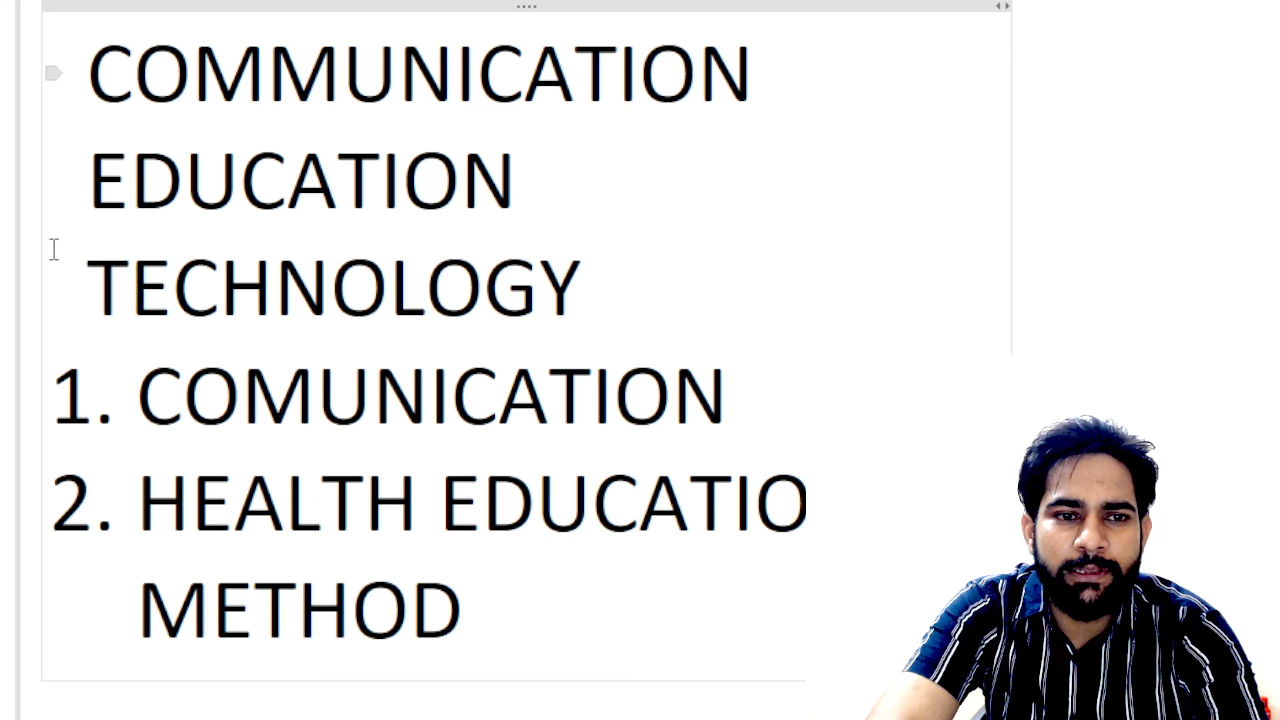 COMMUNICATION
EDUCATION
TECHNOLOGY
1. COMUNICATION
2. HEALTH EDUCATIO
METHOD